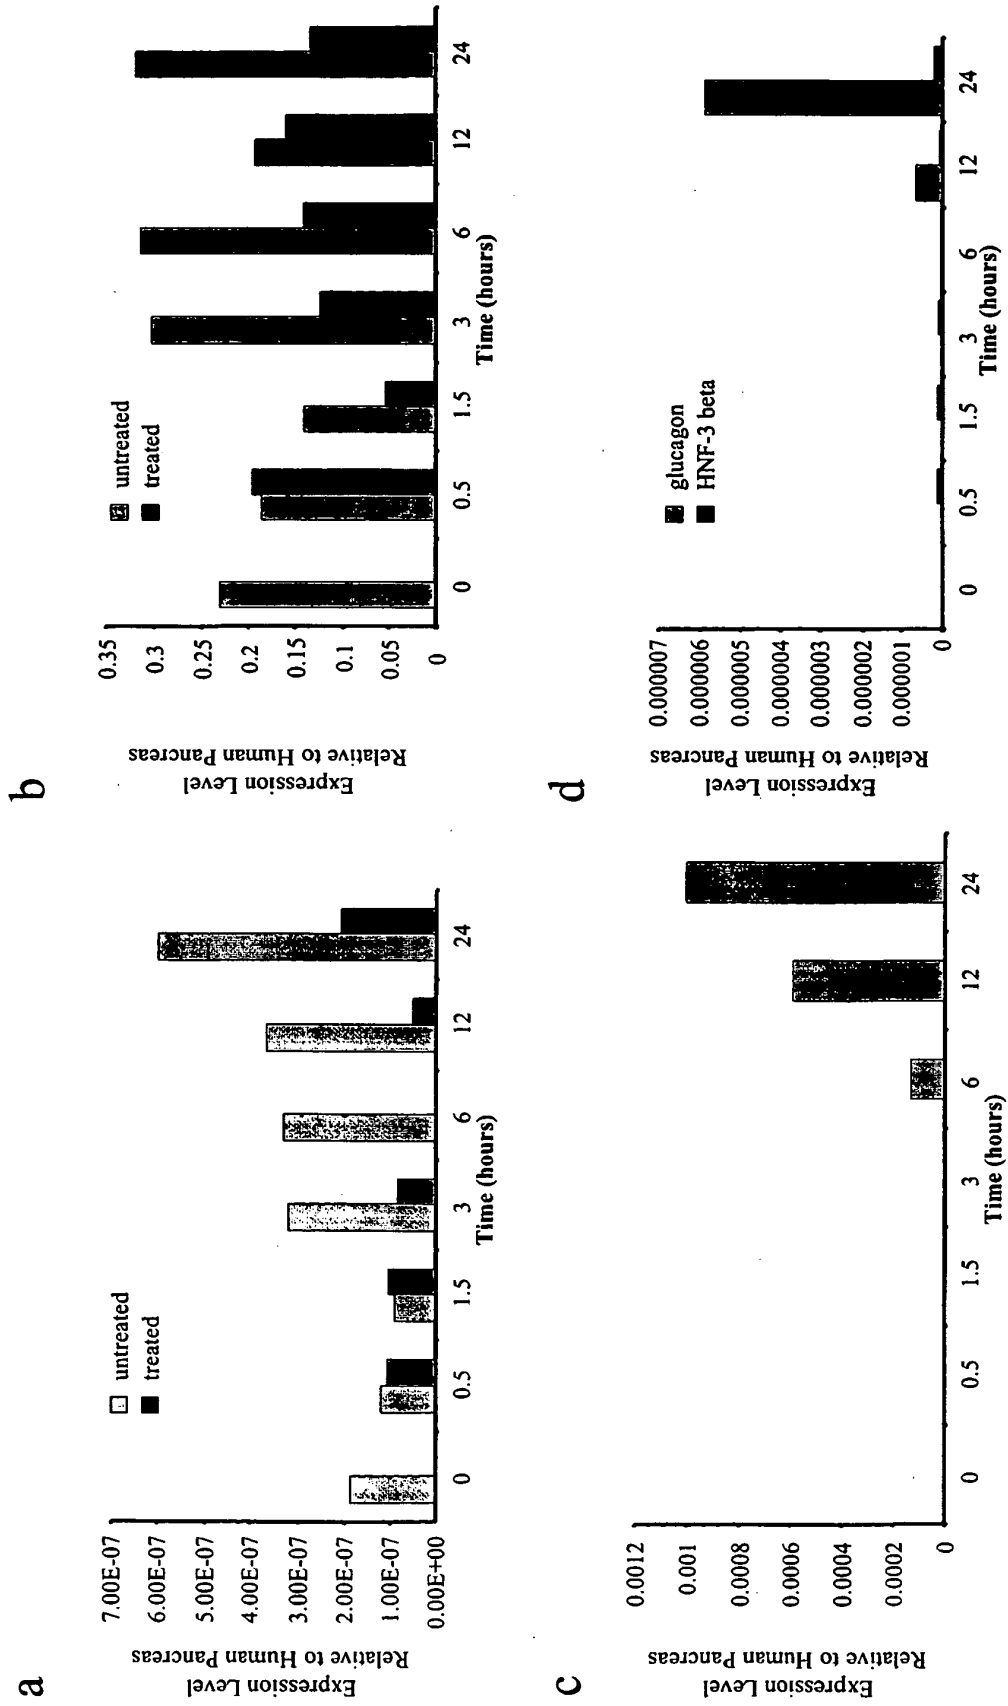 a
Expression Level
Relative to Human Pancreas
7.00E-07
6.00E-07
5.00E-07
4.00E-07
3.00E-07
2.00E-07
1.00E-07
0.00E+00
untreated
treated
0 0.5 1.5 3 6 12 24
Time (hours)
b
Expression Level
Relative to Human Pancreas
0.35
0.3
0.25
0.2
0.15
0.1
0.05
0
untreated
treated
0 0.5 1.5 3 6 12 24
Time (hours)
c
Expression Level
Relative to Human Pancreas
0.0012
0.001
0.0008
0.0006
0.0004
0.0002
0
0 0.5 1.5 3 6 12 24
Time (hours)
d
Expression Level
Relative to Human Pancreas
0.000007
0.000006
0.000005
0.000004
0.000003
0.000002
0.000001
0
glucagon
HNF-3 beta
0 0.5 1.5 3 6 12 24
Time (hours)